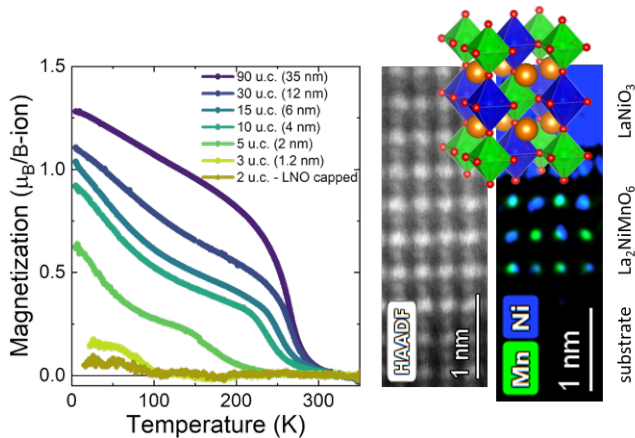 90 u.c. (35 nm)
30 u.c. (12 nm)
15 u.c. (6 nm)
10 u.c. (4 nm)
5 u.c. (2 nm)
3 u.c. (1.2 nm)
2 u.c. - LNO capped
Magnetization (μB/B-ion)
1.5
1.0
0.5
0.0
0
100
200
300
Temperature (K)
HAADF
1 nm
Mn
Ni
1 nm
LaNiO3
La2NiMnO6
substrate